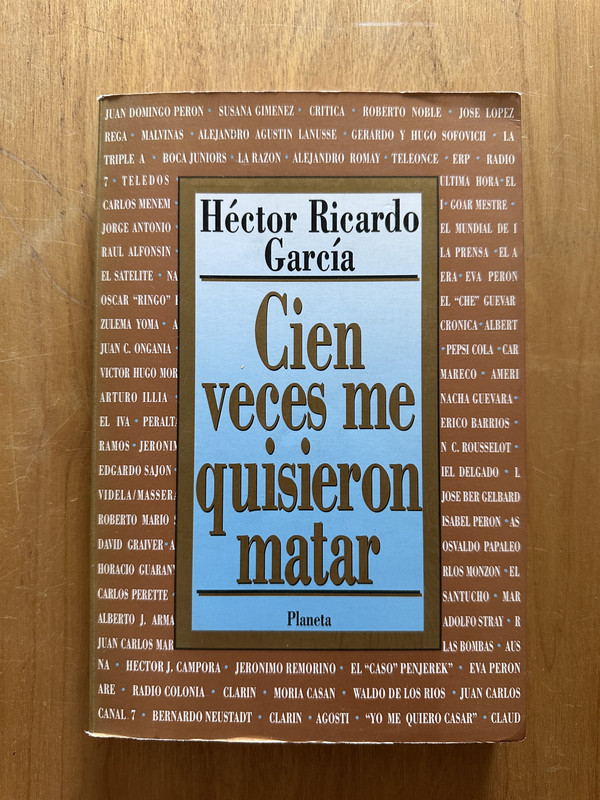 JUAN DOMINGO PERON • SUSANA GIMENEZ • CRITICA • ROBERTO NOBLE • JOSE LOPEZ
REGA • MALVINAS • ALEJANDRO AGUSTIN LANUSSE • GERARDO Y HUGO SOFOVICH • LA
TRIPLE A • BOCA JUNIORS • LA RAZON • ALEJANDRO ROMAY • TELEONCE • ERP • RADIO
7 • TELEDOS
CARLOS MENEM
JORGE ANTONIO
RAUL ALFONSIN
EL SATELITE • NA
OSCAR "RINGO"
ZULEMA YOMA • A
JUAN C. ONGANIA
VICTOR HUGO MOR
ARTURO ILLIA •
EL IVA • PERALTA
RAMOS • JERONIM
EDGARDO SAJON
VIDELA/MASSERA
ROBERTO MARIO
DAVID GRAIVER • A
HORACIO GUARAN
CARLOS PERETTE •
ALBERTO J. ARMA
JUAN CARLOS MAR
Héctor Ricardo
García
Cien
veces me
quisieron
matar
Planeta
ULTIMA HORA • EL
• GOAR MESTRE •
EL MUNDIAL DE
LA PRENSA • EL A
ERA • EVA PERON
EL "CHE" GUEVAR
CRONICA • ALBERT
• PEPSI COLA • CAR
MARECO • AMERI
NACHA GUEVARA •
ERICO BARRIOS •
N C. ROUSSELOT •
IEL DELGADO • L
JOSE BER GELBARD
ISABEL PERON • AS
OSVALDO PAPALEO
RLOS MONZON • EL
SANTUCHO • MAR
ADOLFO STRAY • R
LAS BOMBAS • AUS
NA • HECTOR J. CAMPORA • JERONIMO REMORINO • EL "CASO" PENJEREK" • EVA PERON
ARE • RADIO COLONIA • CLARIN • MORIA CASAN • WALDO DE LOS RIOS • JUAN CARLOS
CANAL 7 • BERNARDO NEUSTADT • CLARIN • AGOSTI • "YO ME QUIERO CASAR" • CLAUD